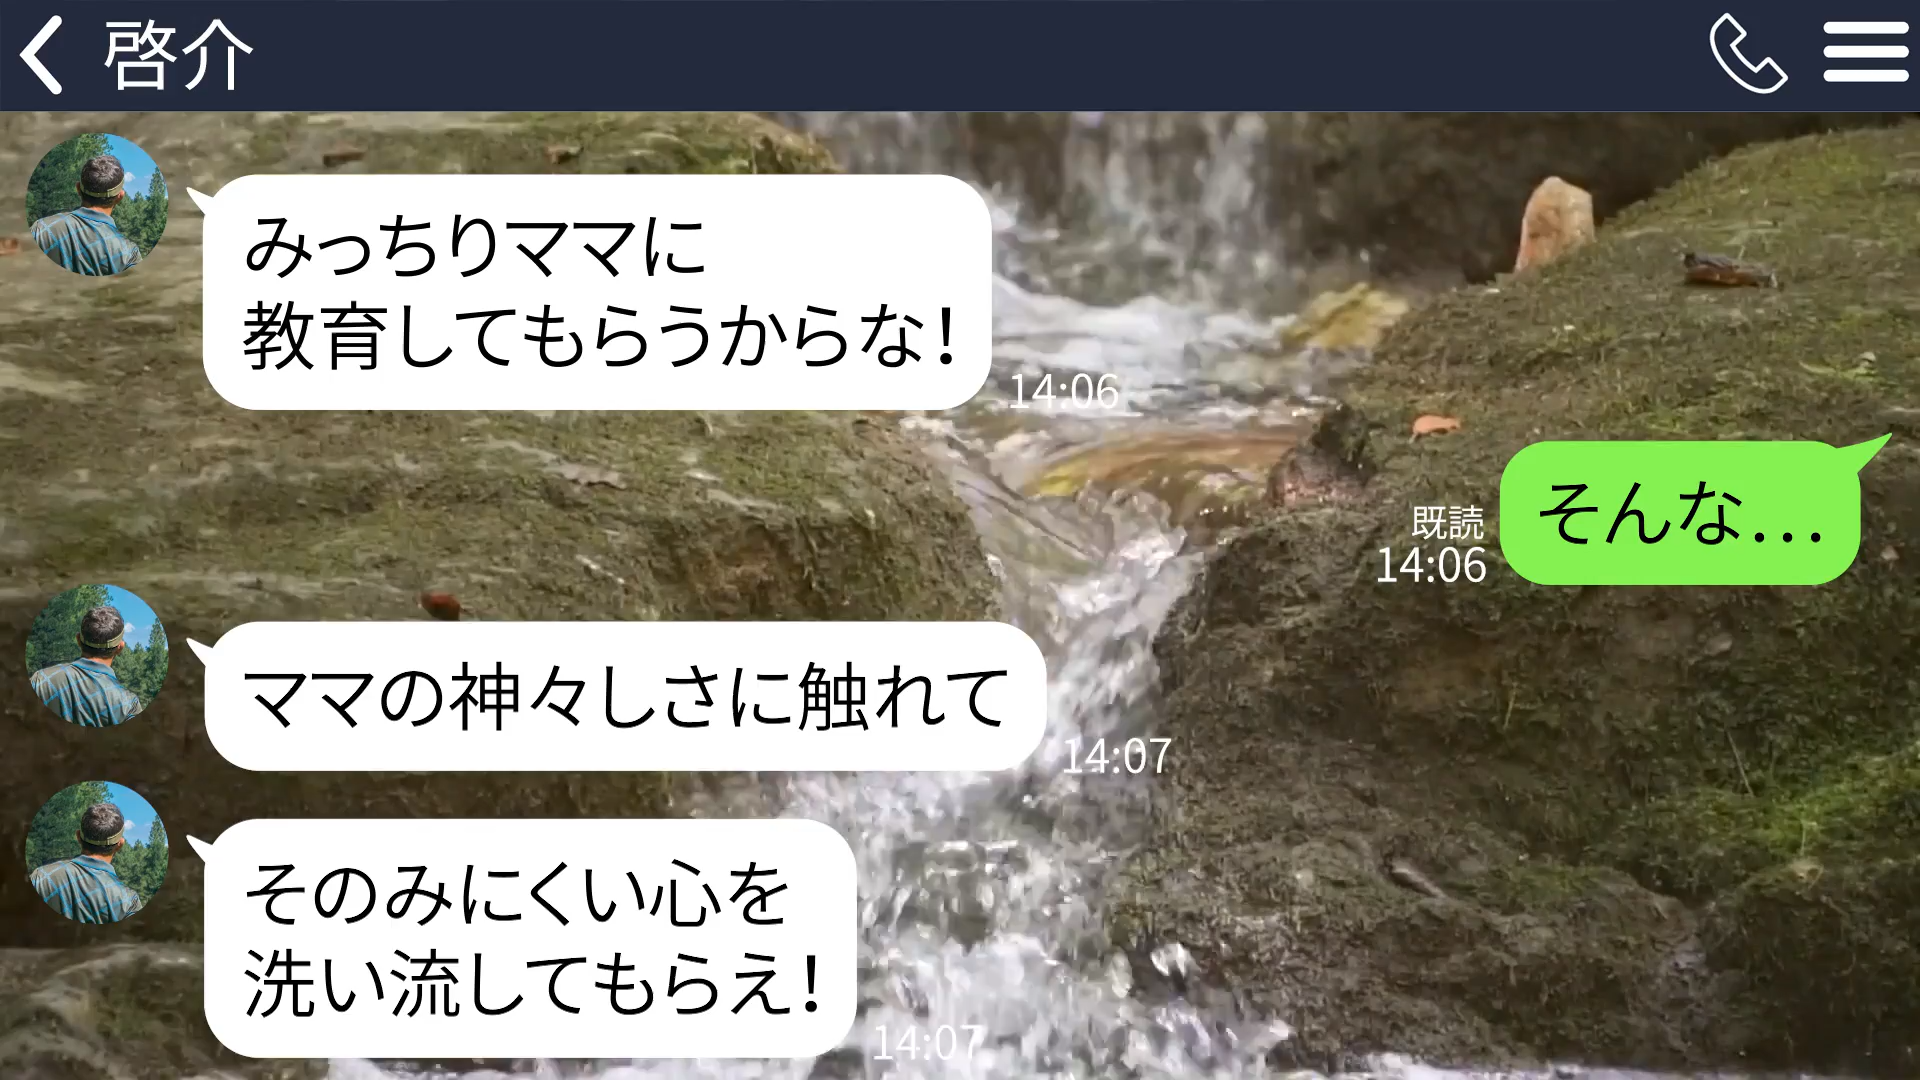 啓介
みっちりママに
教育してもらうからな！
14:06
そんな…
既読
14:06
ママの神々しさに触れて
14:07
そのみにくい心を
洗い流してもらえ！
14:07